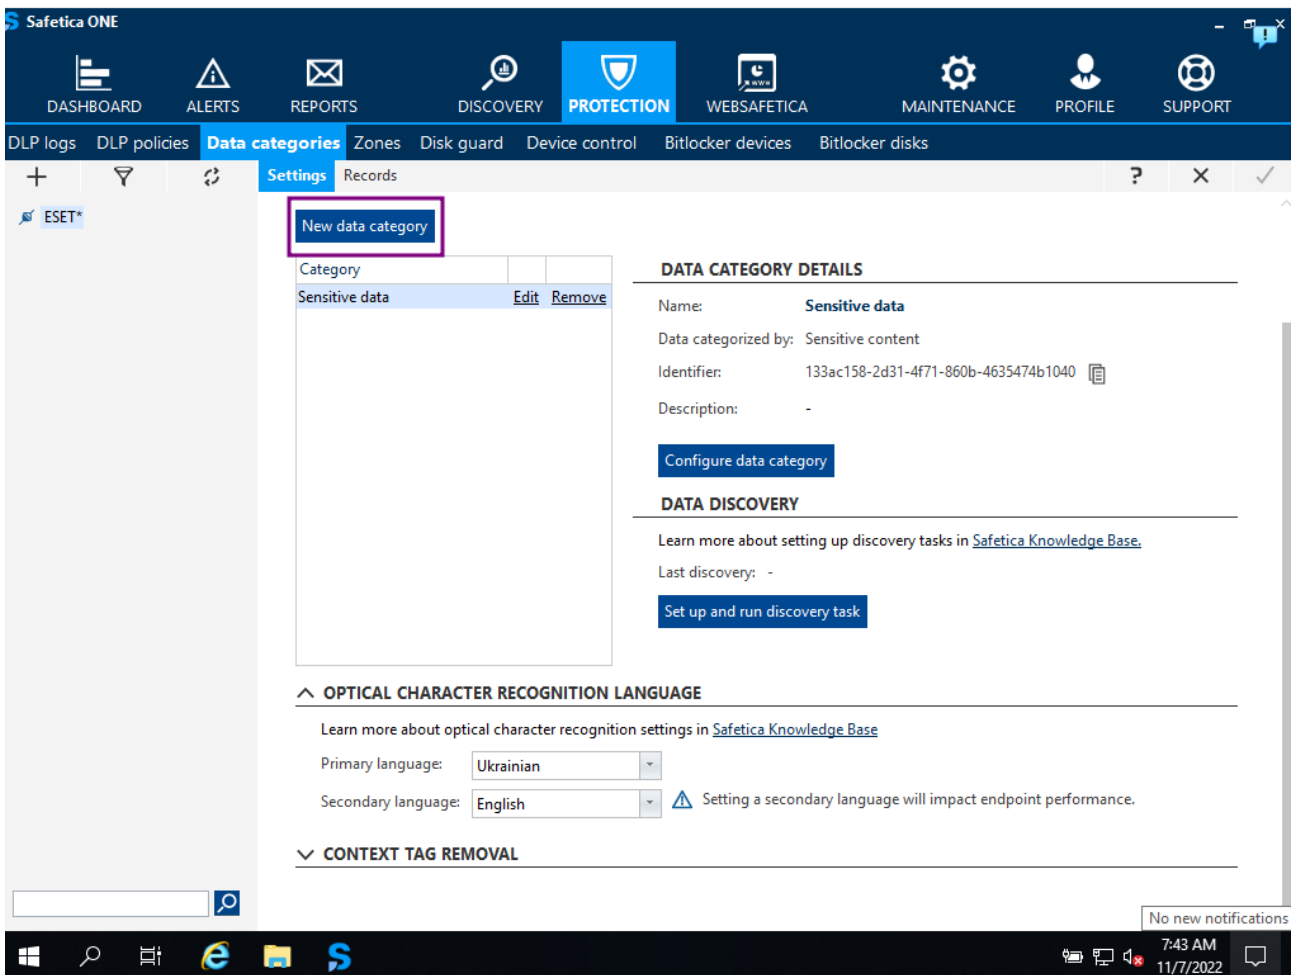 Safetica ONE
DASHBOARD ALERTS REPORTS DISCOVERY PROTECTION WEBSAFETICA MAINTENANCE PROFILE SUPPORT
DLP logs DLP policies Data categories Zones Disk guard Device control Bitlocker devices Bitlocker disks
Settings Records ?
ESET*
New data category
Category
Sensitive data Edit Remove
DATA CATEGORY DETAILS
Name: Sensitive data
Data categorized by: Sensitive content
Identifier: 133ac158-2d31-4f71-860b-4635474b1040
Description: -
Configure data category
DATA DISCOVERY
Learn more about setting up discovery tasks in Safetica Knowledge Base.
Last discovery: -
Set up and run discovery task
OPTICAL CHARACTER RECOGNITION LANGUAGE
Learn more about optical character recognition settings in Safetica Knowledge Base
Primary language: Ukrainian
Secondary language: English Setting a secondary language will impact endpoint performance.
CONTEXT TAG REMOVAL
No new notifications
7:43 AM
11/7/2022